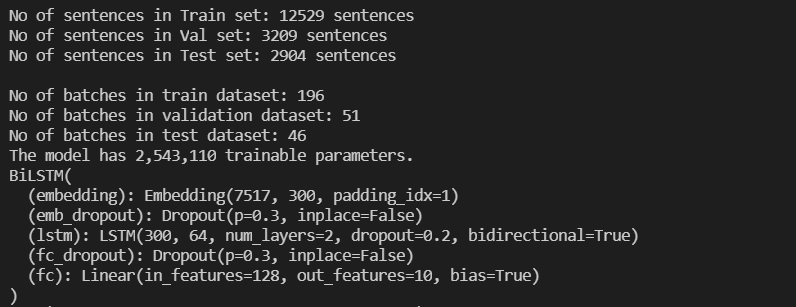 No of sentences in Train set: 12529 sentences
No of sentences in Val set: 3209 sentences
No of sentences in Test set: 2904 sentences
No of batches in train dataset: 196
No of batches in validation dataset: 51
No of batches in test dataset: 46
The model has 2,543,110 trainable parameters.
BiLSTM(
  (embedding): Embedding(7517, 300, padding_idx=1)
  (emb_dropout): Dropout(p=0.3, inplace=False)
  (lstm): LSTM(300, 64, num_layers=2, dropout=0.2, bidirectional=True)
  (fc_dropout): Dropout(p=0.3, inplace=False)
  (fc): Linear(in_features=128, out_features=10, bias=True)
)